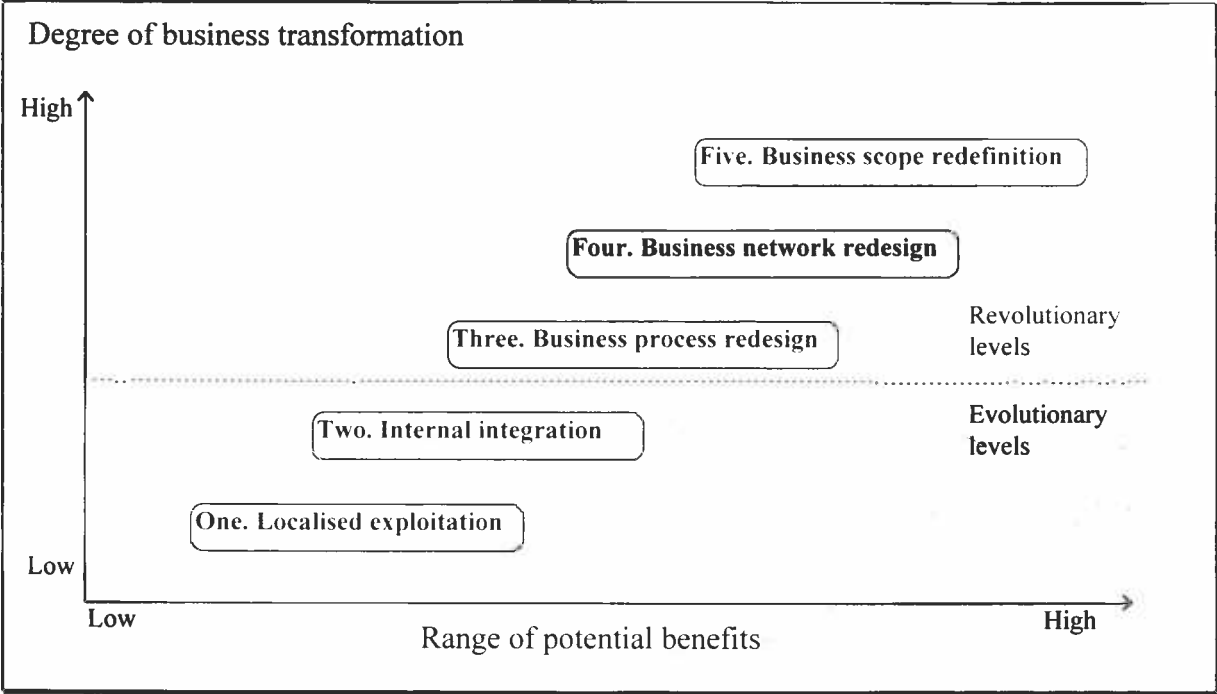 Degree of business transformation
High
Five. Business scope redefinition
Four. Business network redesign
Three. Business process redesign
Revolutionary
levels
Two. Internal integration
Evolutionary
levels
One. Localised exploitation
Low
Low
High
Range of potential benefits